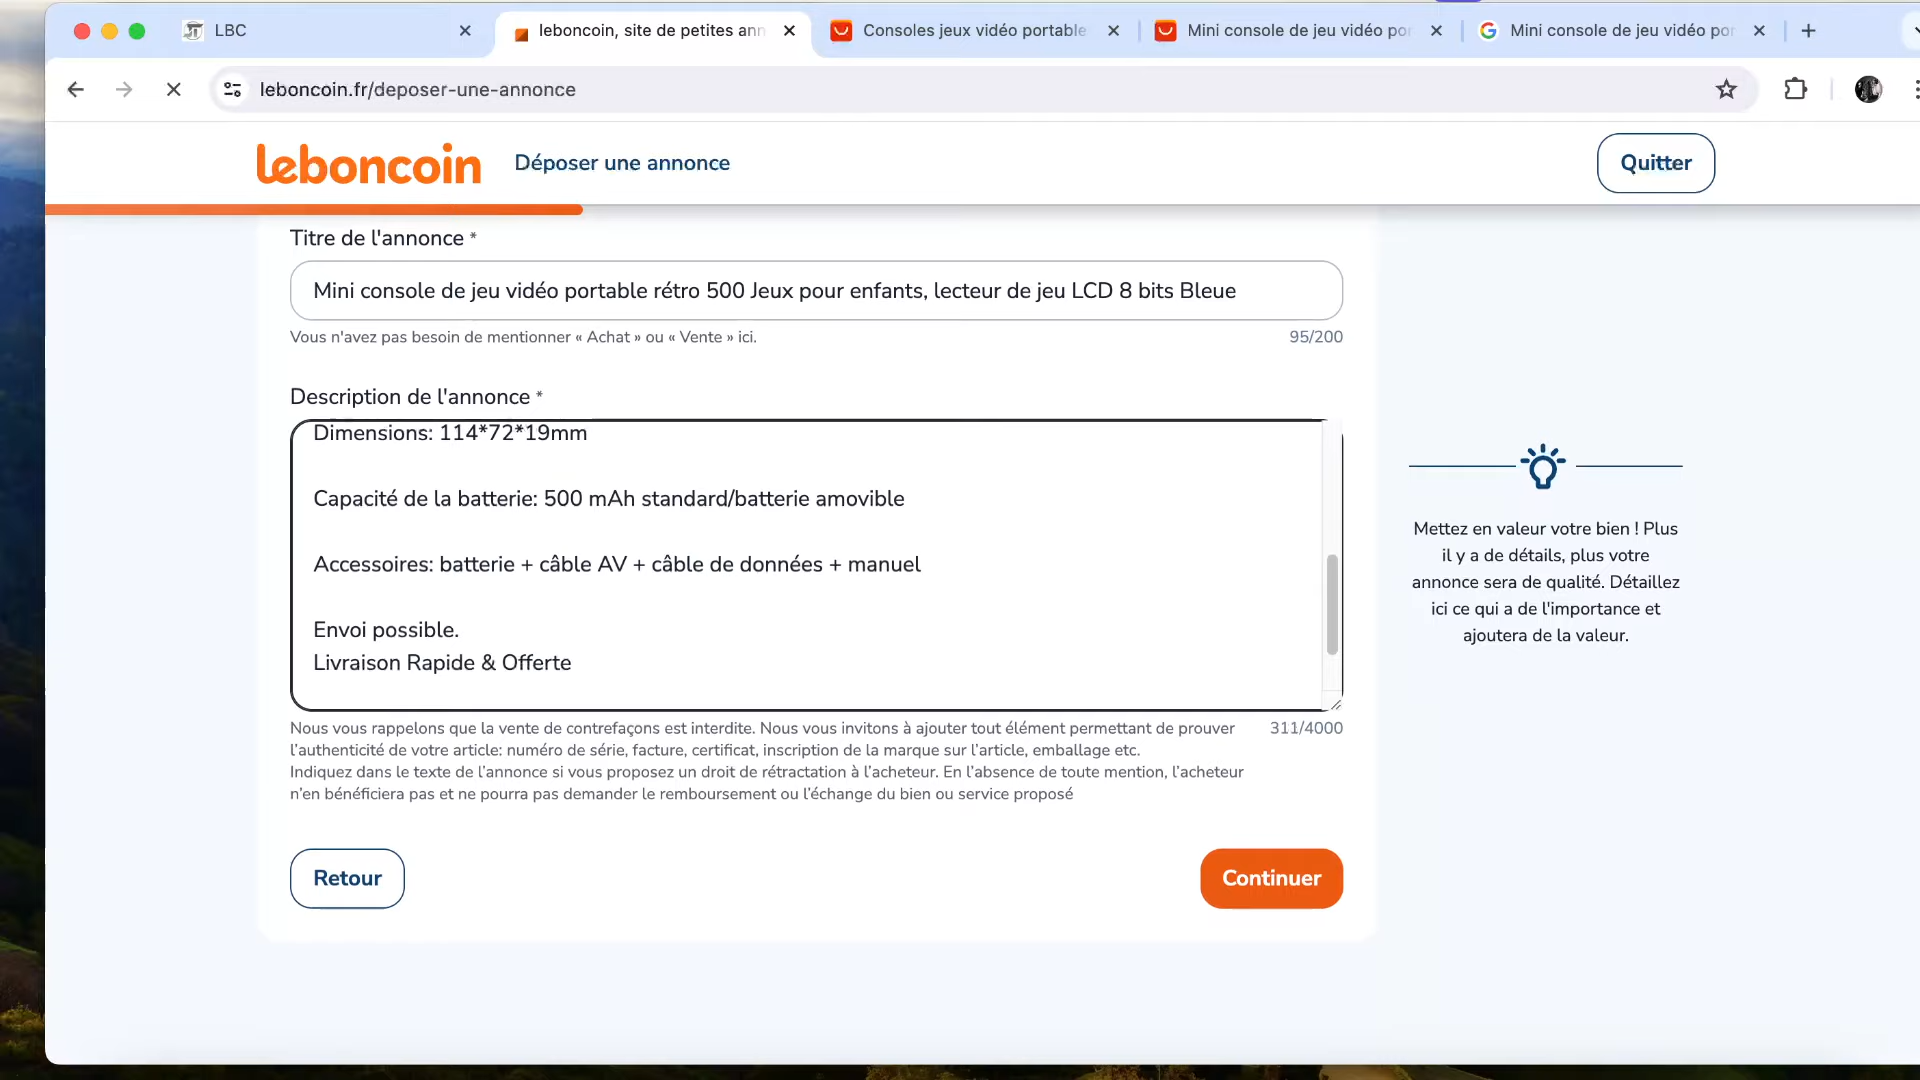 LBC
leboncoin, site de petites ann
Consoles jeux vidéo portable
Mini console de jeu vidéo por
Mini console de jeu vidéo por
leboncoin.fr/deposer-une-annonce
leboncoin
Déposer une annonce
Quitter
Titre de l'annonce *
Mini console de jeu vidéo portable rétro 500 Jeux pour enfants, lecteur de jeu LCD 8 bits Bleue
Vous n'avez pas besoin de mentionner « Achat » ou « Vente » ici.
95/200
Description de l'annonce *
Dimensions: 114*72*19mm
Capacité de la batterie: 500 mAh standard/batterie amovible
Accessoires: batterie + câble AV + câble de données + manuel
Envoi possible.
Livraison Rapide & Offerte
Nous vous rappelons que la vente de contrefaçons est interdite. Nous vous invitons à ajouter tout élément permettant de prouver
l’authenticité de votre article: numéro de série, facture, certificat, inscription de la marque sur l’article, emballage etc.
Indiquez dans le texte de l’annonce si vous proposez un droit de rétractation à l’acheteur. En l’absence de toute mention, l’acheteur
n’en bénéficiera pas et ne pourra pas demander le remboursement ou l’échange du bien ou service proposé
311/4000
Retour
Continuer
Mettez en valeur votre bien ! Plus
il y a de détails, plus votre
annonce sera de qualité. Détaillez
ici ce qui a de l'importance et
ajoutera de la valeur.